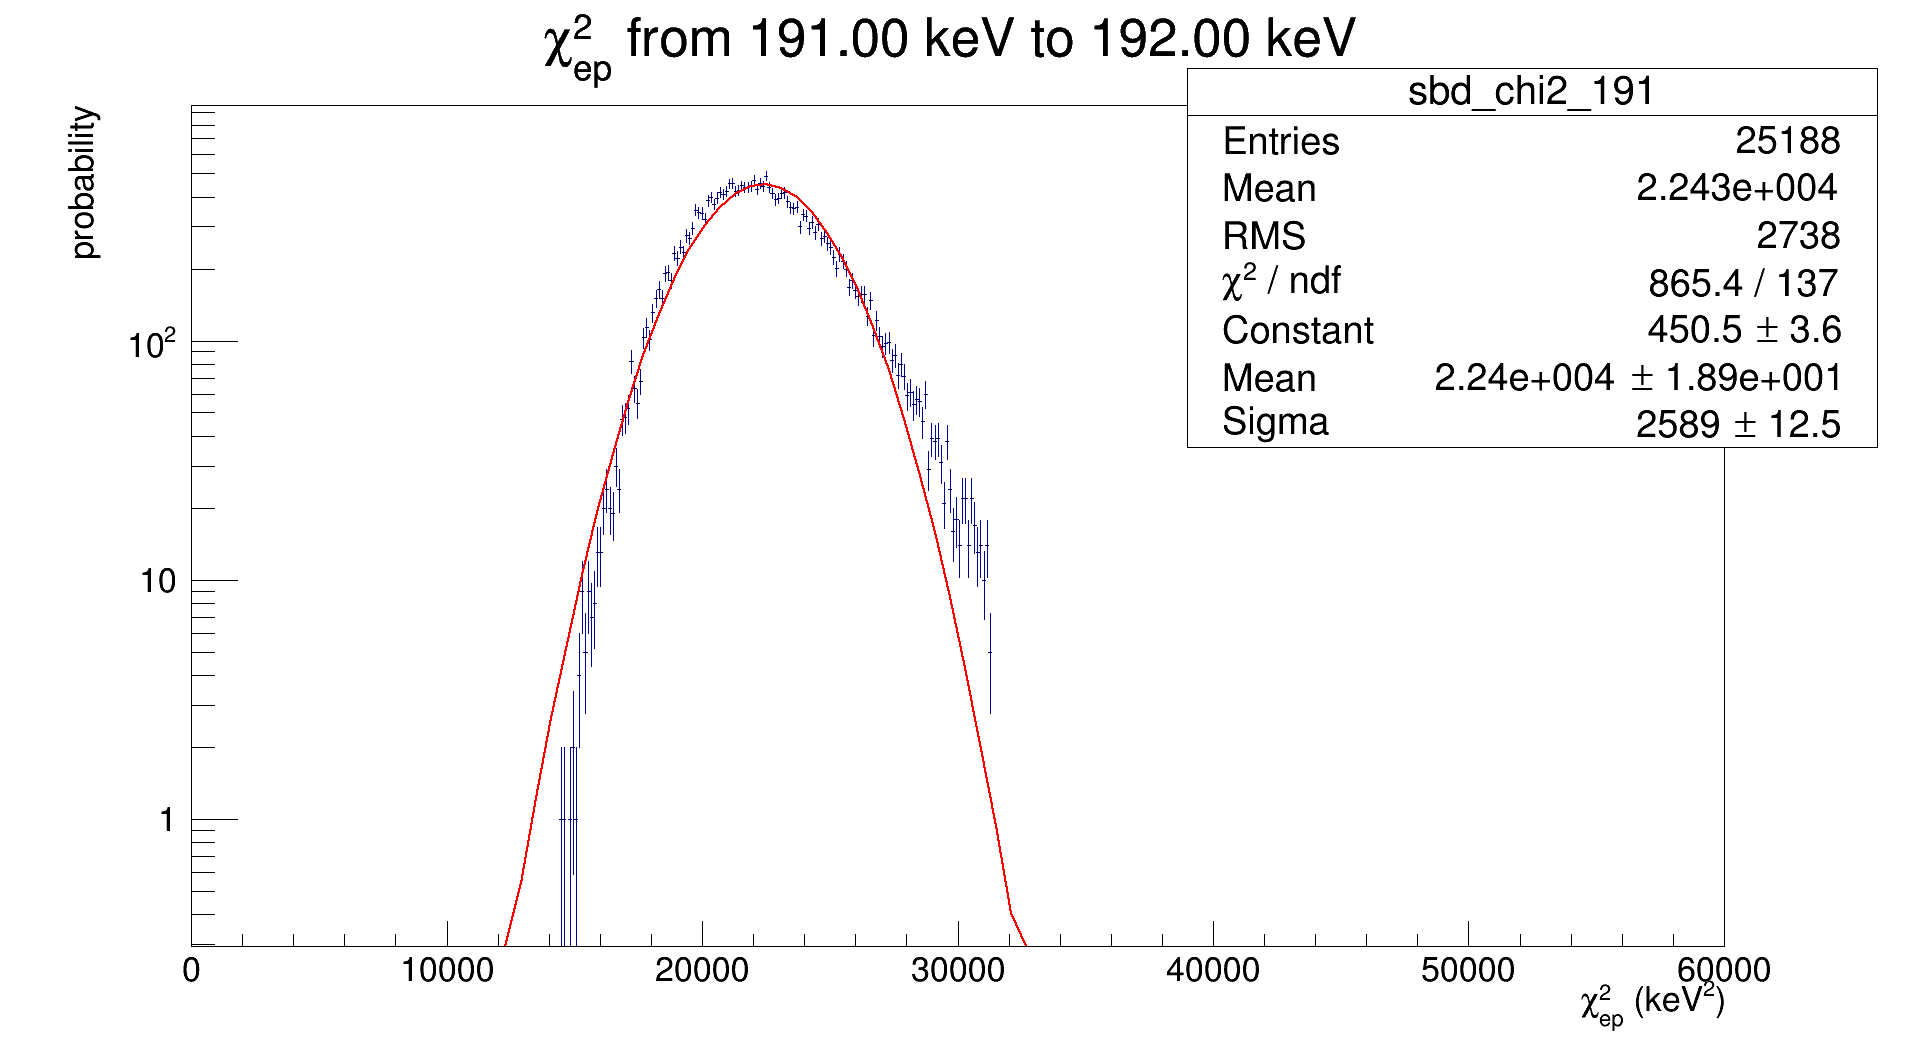 χ²ep from 191.00 keV to 192.00 keV
probability
sbd_chi2_191
Entries 25188
Mean 2.243e+004
RMS 2738
χ² / ndf 865.4 / 137
Constant 450.5 ± 3.6
Mean 2.24e+004 ± 1.89e+001
Sigma 2589 ± 12.5
10²
10
1
0 10000 20000 30000 40000 50000 60000
χ²ep (keV²)